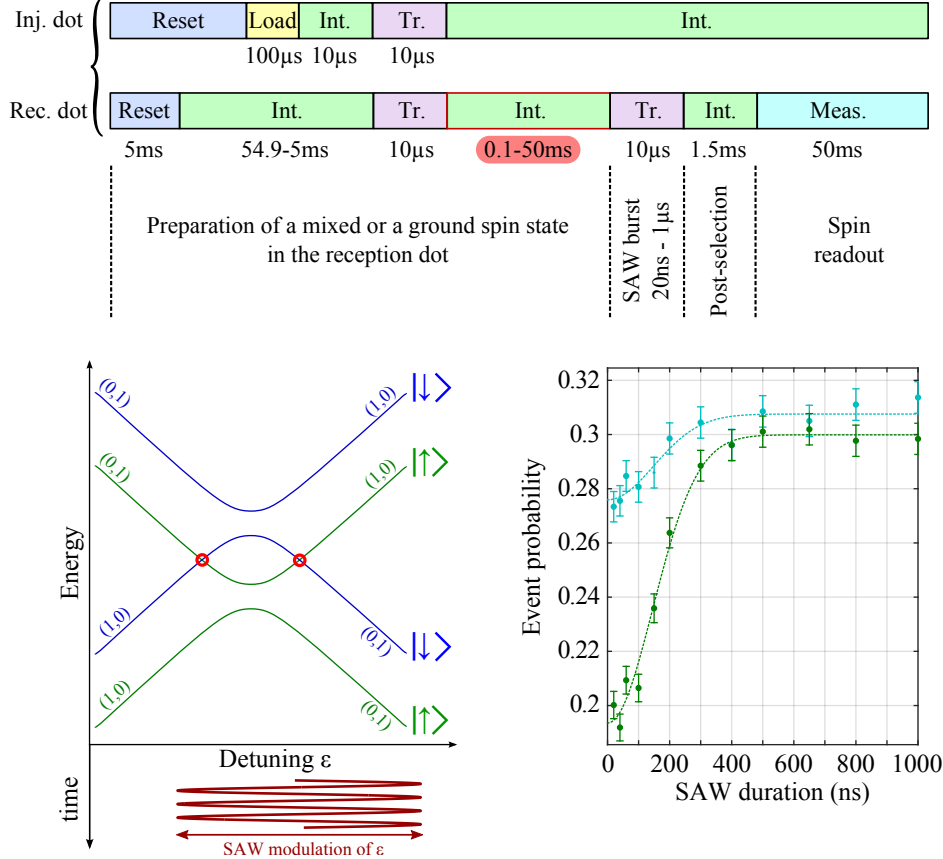 Inj. dot
Reset
Load
Int.
Tr.
Int.
100µs
10µs
10µs
Rec. dot
Reset
Int.
Tr.
Int.
Tr.
Int.
Meas.
5ms
54.9-5ms
10µs
0.1-50ms
10µs
1.5ms
50ms
Preparation of a mixed or a ground spin state
in the reception dot
SAW burst
20ns - 1µs
Post-selection
Spin
readout
Energy
(0,1)
(1,0)
|↓>
(0,1)
(1,0)
|↑>
(1,0)
(0,1)
|↓>
(1,0)
(0,1)
|↑>
Detuning ε
time
SAW modulation of ε
Event probability
0.32
0.3
0.28
0.26
0.24
0.22
0.2
0
200
400
600
800
1000
SAW duration (ns)